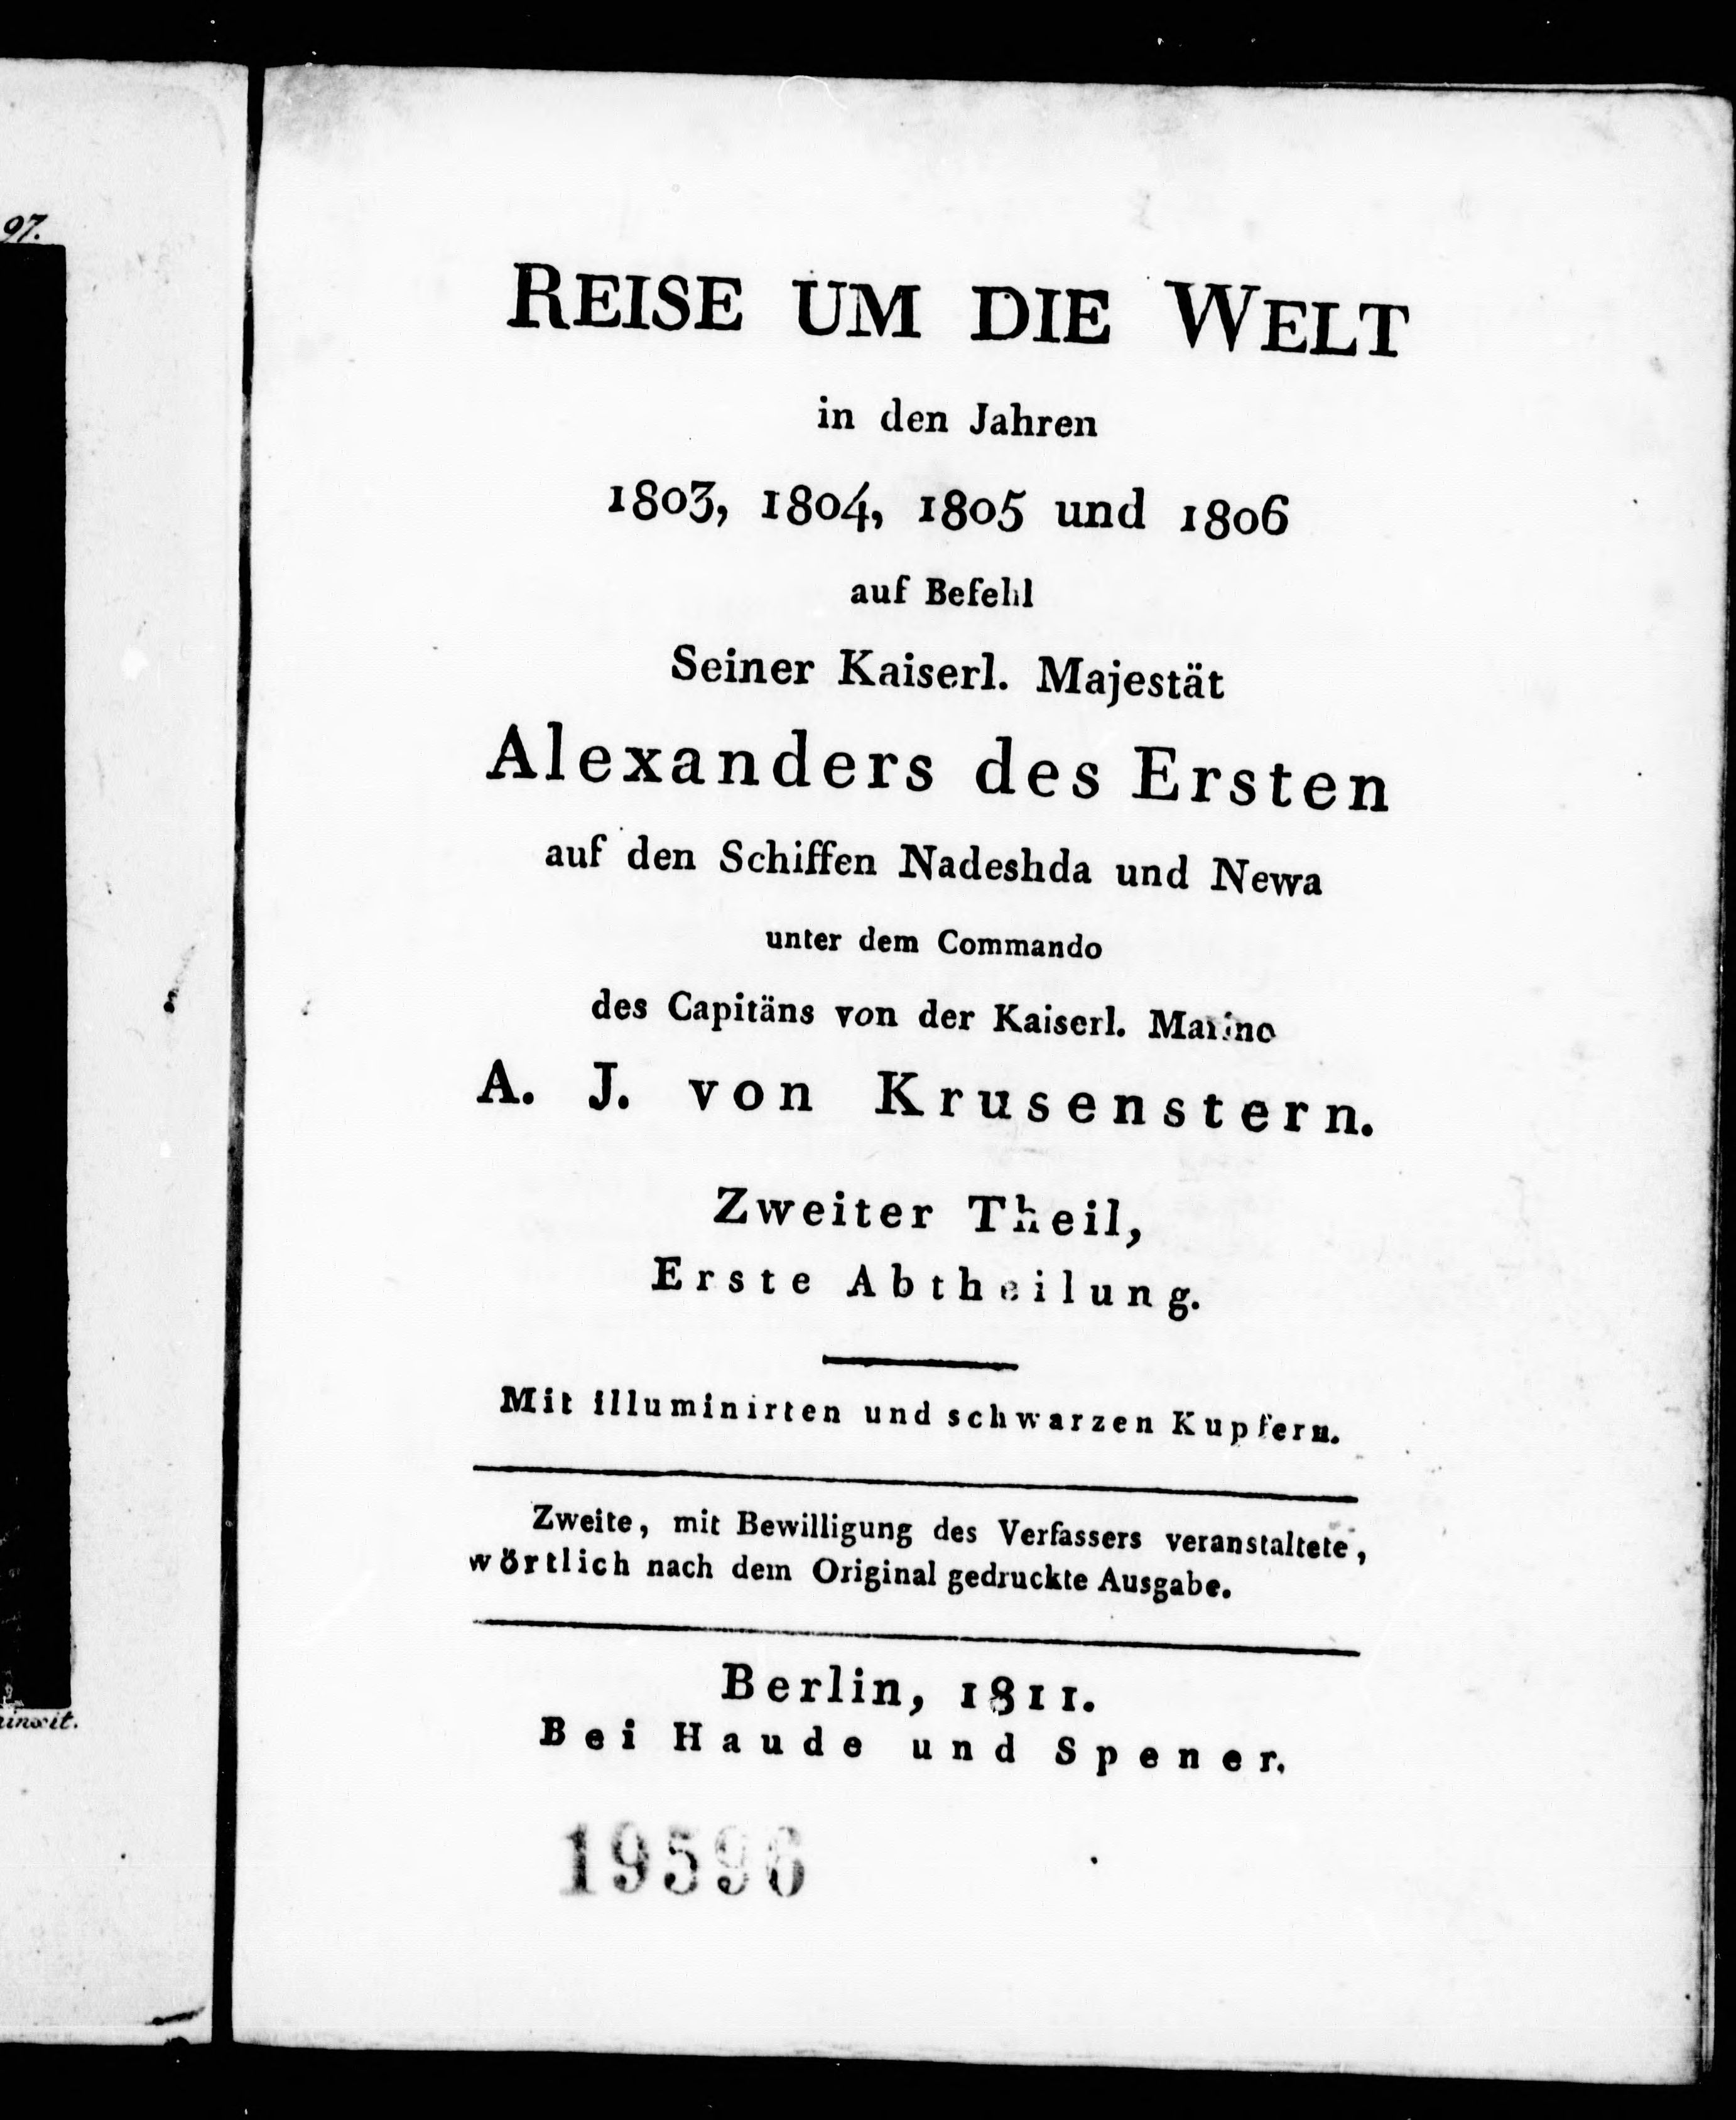 97.
REISE UM DIE WELT
in den Jahren
1803, 1804, 1805 und 1806
auf Befehl
Seiner Kaiserl. Majestät
Alexanders des Ersten
auf den Schiffen Nadeshda und Newa
unter dem Commando
des Capitäns von der Kaiserl. Marine
A. J. von Krusenstern.
Zweiter Theil,
Erste Abtheilung.
Mit illuminirten und schwarzen Kupfern.
Zweite, mit Bewilligung des Verfassers veranstaltete,
wörtlich nach dem Original gedruckte Ausgabe.
Berlin, 1811.
Bei Haude und Spener.
19596